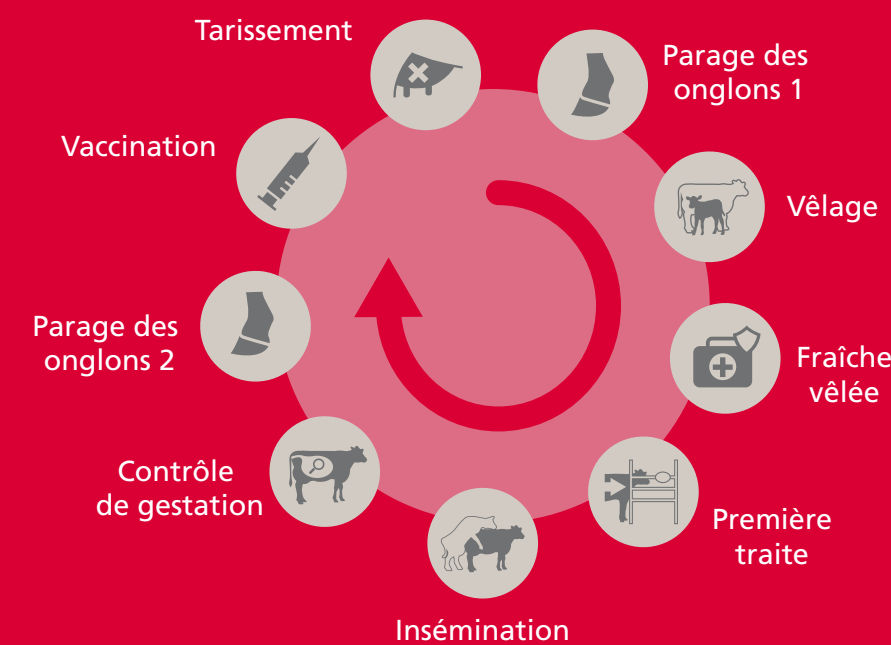 Tarissement
Parage des
onglons 1
Vêlage
Fraîche
vêlée
Première
traite
Insémination
Contrôle
de gestation
Parage des
onglons 2
Vaccination